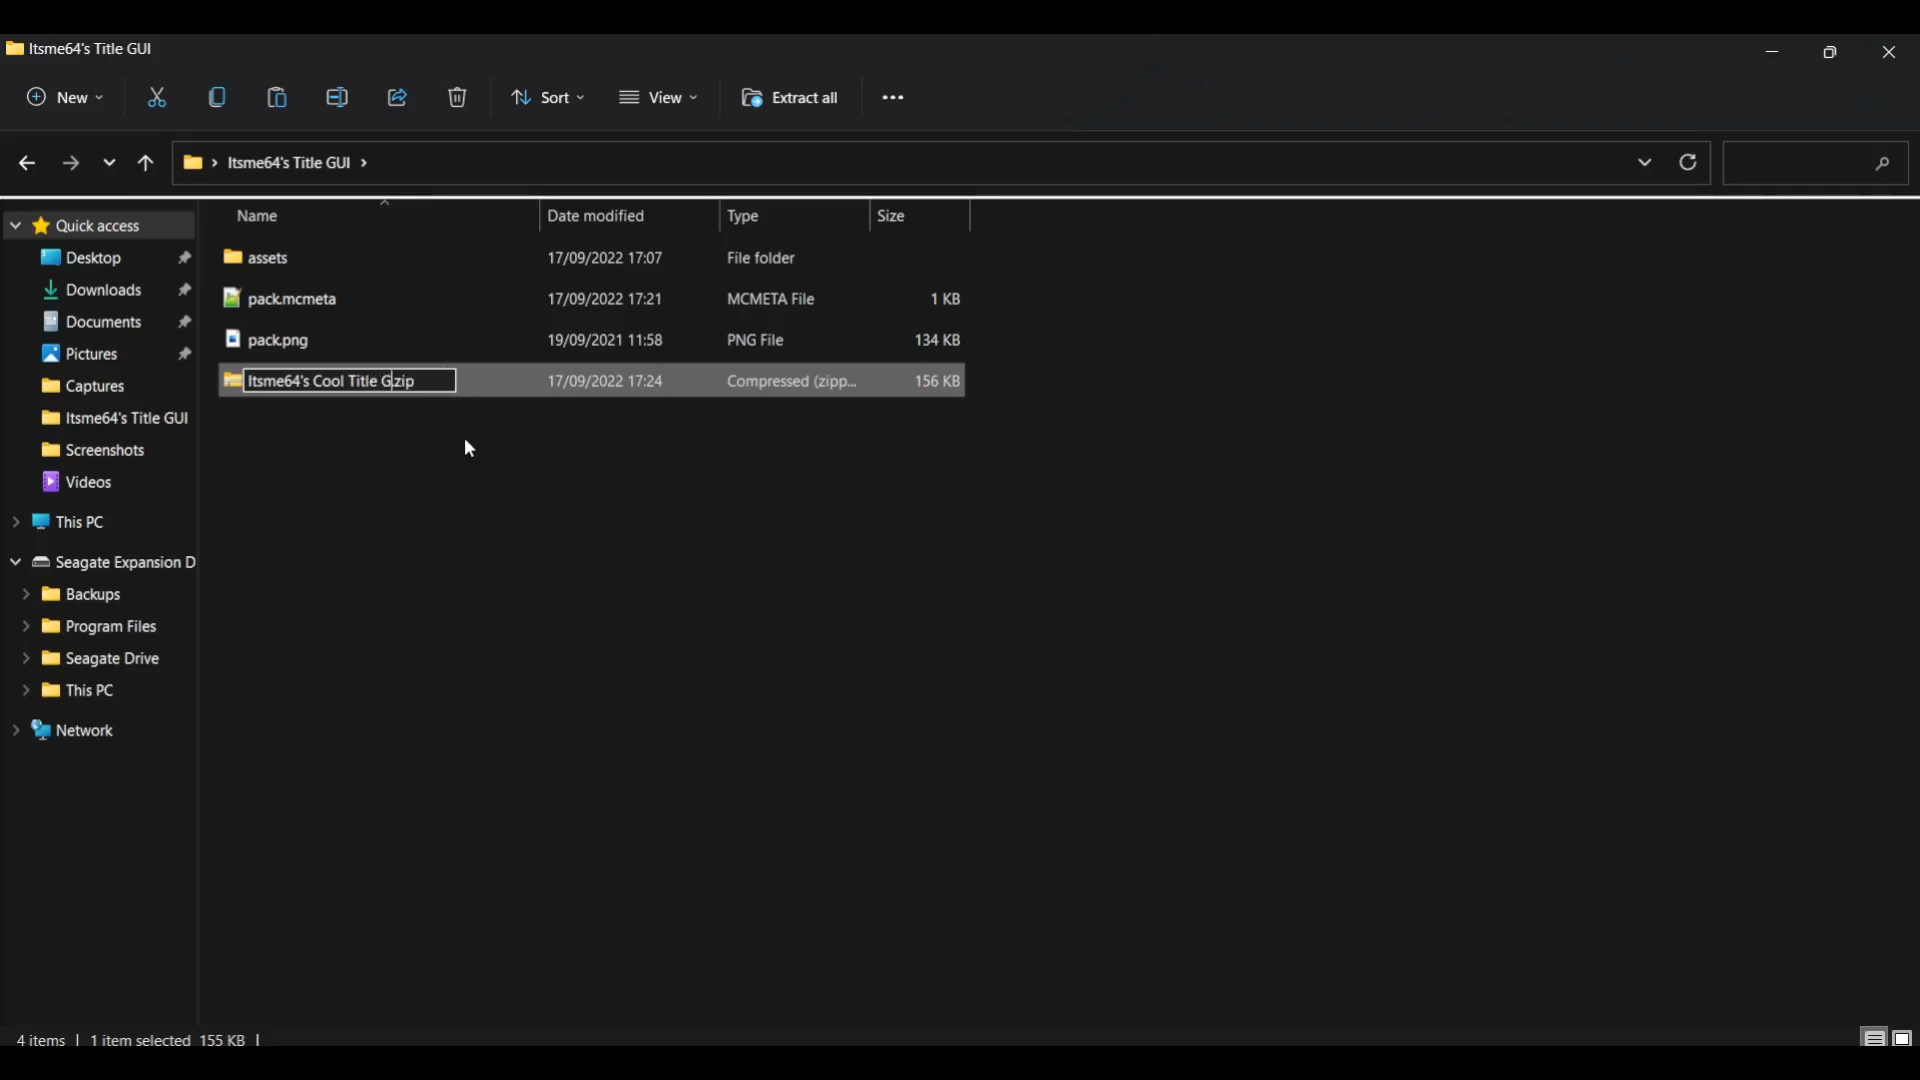 Itsme64's Title GUI
New
Sort
View
Extract all
Itsme64's Title GUI
Name Date modified Type Size
Quick access
Desktop
Downloads
Documents
Pictures
Captures
Itsme64's Title GUI
Screenshots
Videos
This PC
Seagate Expansion D
Backups
Program Files
Seagate Drive
This PC
Network
assets 17/09/2022 17:07 File folder
pack.mcmeta 17/09/2022 17:21 MCMETA File 1 KB
pack.png 19/09/2021 11:58 PNG File 134 KB
Itsme64's Cool Title G.zip 17/09/2022 17:24 Compressed (zipp... 156 KB
4 items 1 item selected 155 KB